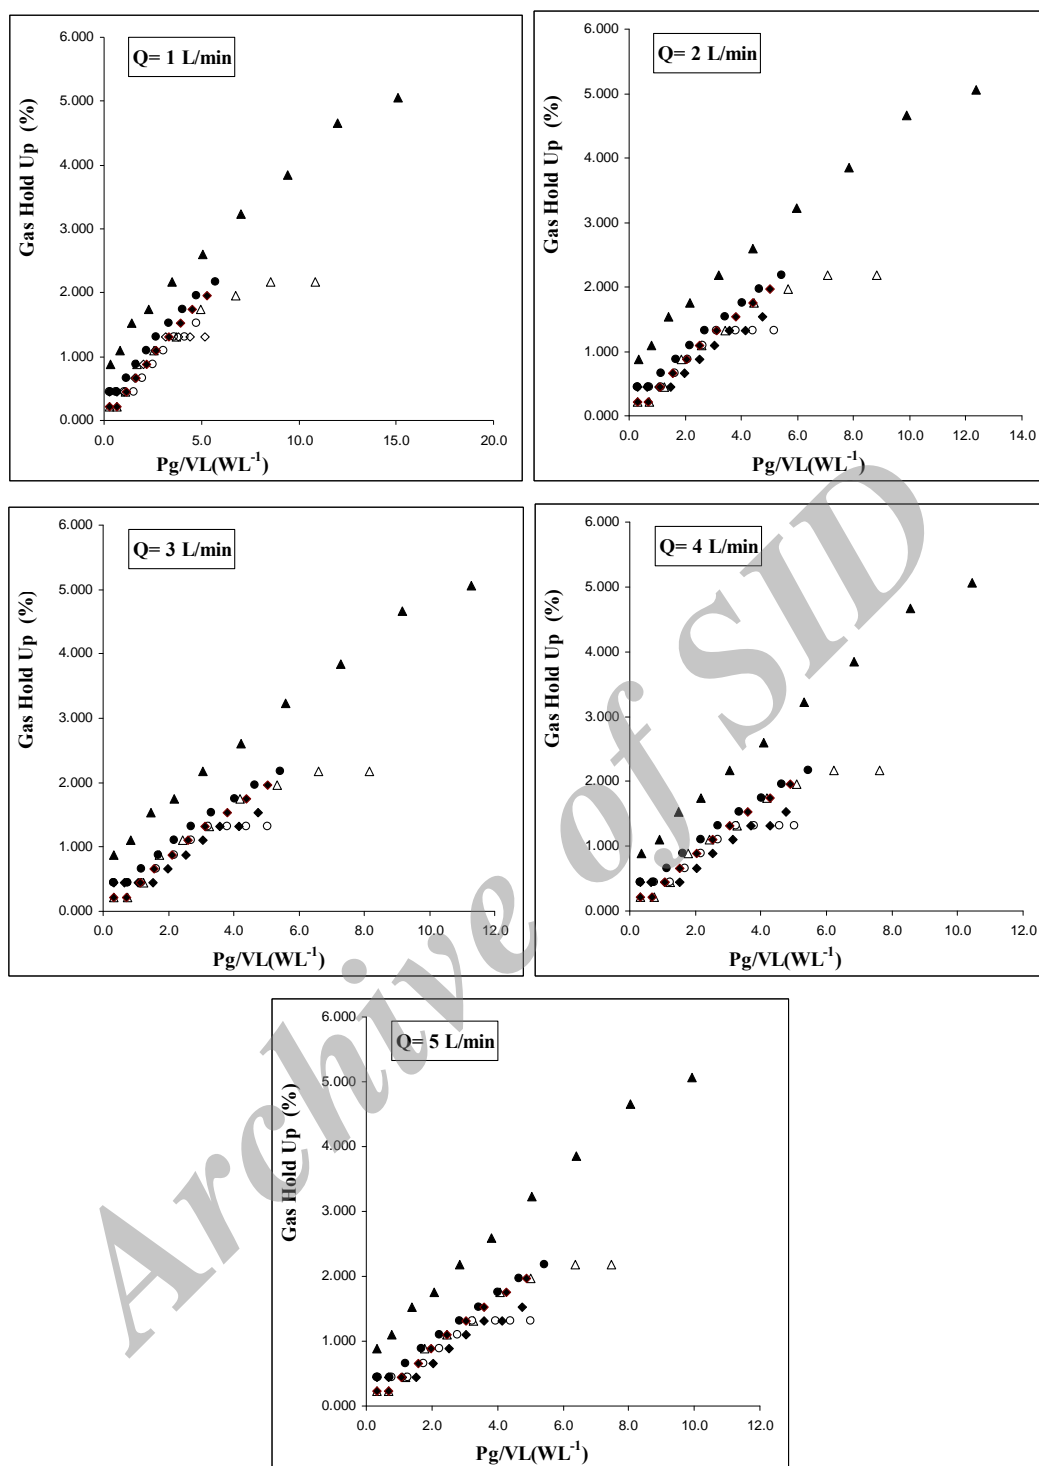 Q= 1 L/min
Gas Hold Up (%)
6.000
5.000
4.000
3.000
2.000
1.000
0.000
0.0 5.0 10.0 15.0 20.0
Pg/VL(WL⁻¹)
Q= 2 L/min
Gas Hold Up (%)
6.000
5.000
4.000
3.000
2.000
1.000
0.000
0.0 2.0 4.0 6.0 8.0 10.0 12.0 14.0
Pg/VL(WL⁻¹)
Q= 3 L/min
Gas Hold Up (%)
6.000
5.000
4.000
3.000
2.000
1.000
0.000
0.0 2.0 4.0 6.0 8.0 10.0 12.0
Pg/VL(WL⁻¹)
Q= 4 L/min
Gas Hold Up (%)
6.000
5.000
4.000
3.000
2.000
1.000
0.000
0.0 2.0 4.0 6.0 8.0 10.0 12.0
Pg/VL(WL⁻¹)
Q= 5 L/min
Gas Hold Up (%)
6.000
5.000
4.000
3.000
2.000
1.000
0.000
0.0 2.0 4.0 6.0 8.0 10.0 12.0
Pg/VL(WL⁻¹)
Archive of SID